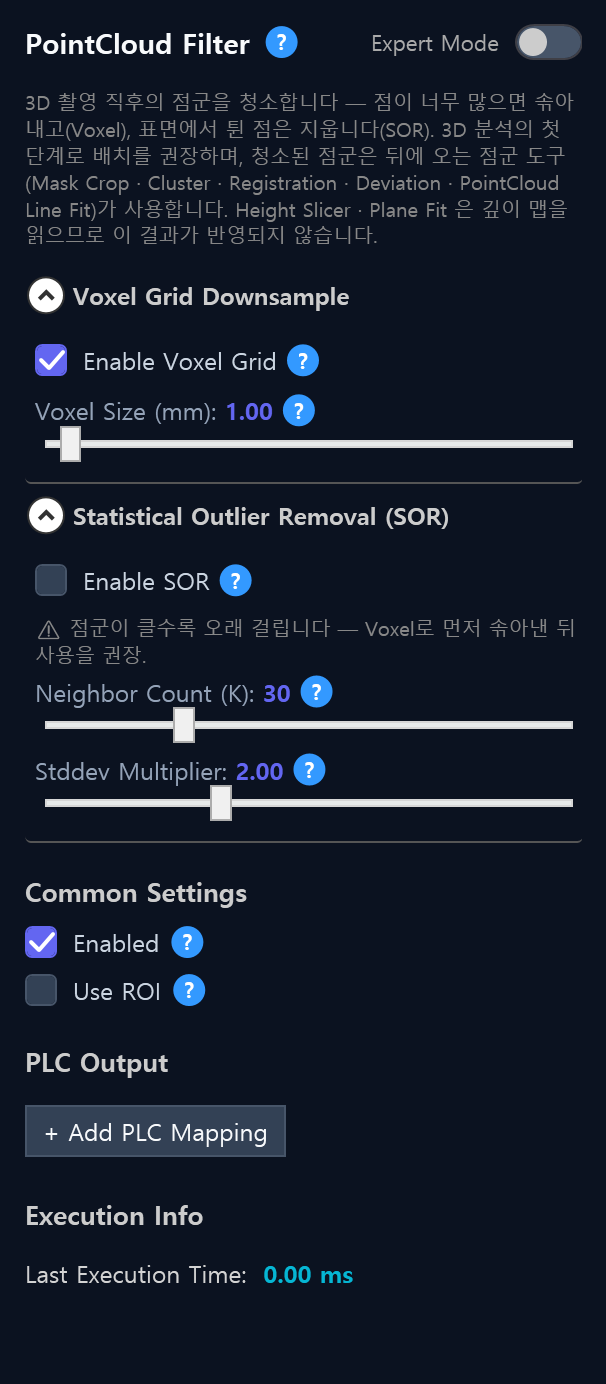 PointCloud Filter ? Expert Mode
3D 촬영 직후의 점군을 청소합니다 — 점이 너무 많으면 솎아
내고(Voxel), 표면에서 튄 점은 지웁니다(SOR). 3D 분석의 첫
단계로 배치를 권장하며, 청소된 점군은 뒤에 오는 점군 도구
(Mask Crop · Cluster · Registration · Deviation · PointCloud
Line Fit)가 사용합니다. Height Slicer · Plane Fit 은 깊이 맵을
읽으므로 이 결과가 반영되지 않습니다.
Voxel Grid Downsample
Enable Voxel Grid ?
Voxel Size (mm): 1.00 ?
Statistical Outlier Removal (SOR)
Enable SOR ?
⚠ 점군이 클수록 오래 걸립니다 — Voxel로 먼저 솎아낸 뒤
사용을 권장.
Neighbor Count (K): 30 ?
Stddev Multiplier: 2.00 ?
Common Settings
Enabled ?
Use ROI ?
PLC Output
+ Add PLC Mapping
Execution Info
Last Execution Time: 0.00 ms